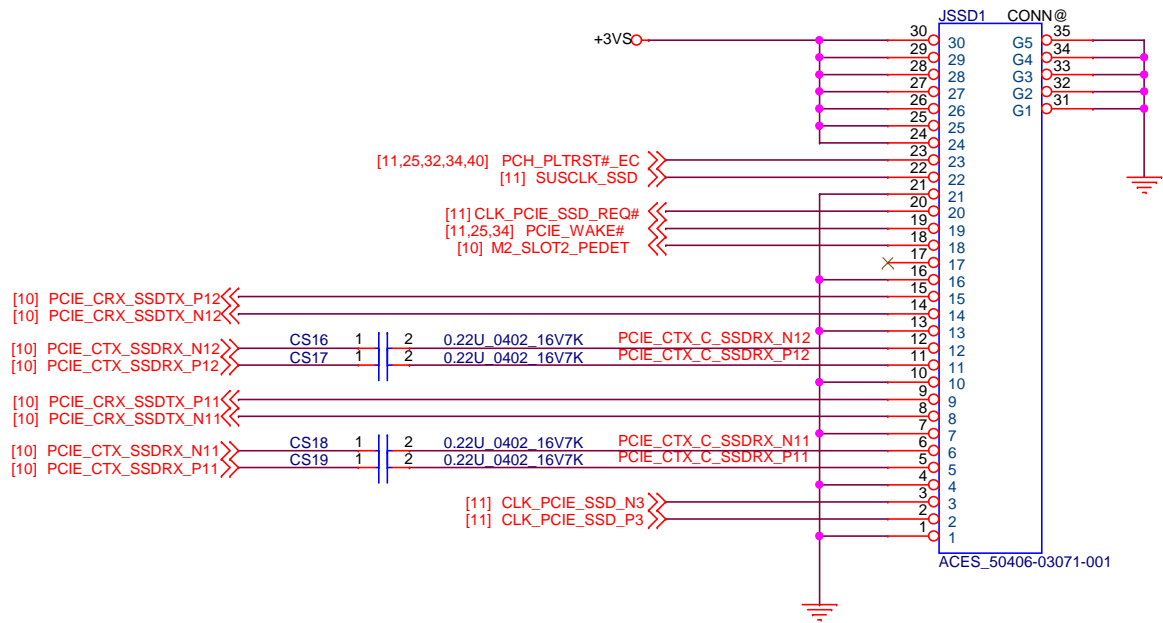 JSSD1 CONN@
+3VS 30 30 G5 35
29 29 G4 34
28 28 G3 33
27 27 G2 32
26 26 G1 31
25 25
24 24
[11,25,32,34,40] PCH_PLTRST#_EC 23 23
[11] SUSCLK_SSD 22 22
21 21
[11] CLK_PCIE_SSD_REQ# 20 20
[11,25,34] PCIE_WAKE# 19 19
[10] M2_SLOT2_PEDET 18 18
17 17
16 16
[10] PCIE_CRX_SSDTX_P12 15 15
[10] PCIE_CRX_SSDTX_N12 14 14
13 13
[10] PCIE_CTX_SSDRX_N12 CS16 1 2 0.22U_0402_16V7K PCIE_CTX_C_SSDRX_N12 12 12
[10] PCIE_CTX_SSDRX_P12 CS17 1 2 0.22U_0402_16V7K PCIE_CTX_C_SSDRX_P12 11 11
10 10
[10] PCIE_CRX_SSDTX_P11 9 9
[10] PCIE_CRX_SSDTX_N11 8 8
7 7
[10] PCIE_CTX_SSDRX_N11 CS18 1 2 0.22U_0402_16V7K PCIE_CTX_C_SSDRX_N11 6 6
[10] PCIE_CTX_SSDRX_P11 CS19 1 2 0.22U_0402_16V7K PCIE_CTX_C_SSDRX_P11 5 5
4 4
[11] CLK_PCIE_SSD_N3 3 3
[11] CLK_PCIE_SSD_P3 2 2
1 1
ACES_50406-03071-001